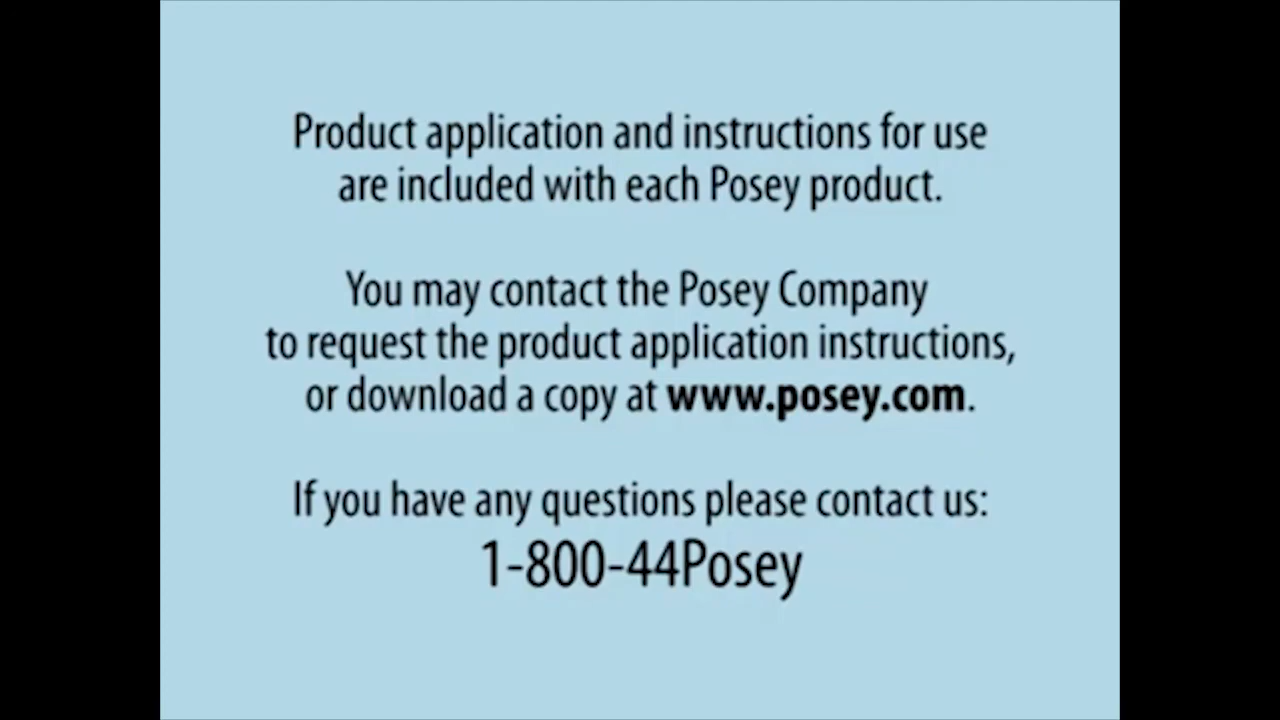 Product application and instructions for use
are included with each Posey product.
You may contact the Posey Company
to request the product application instructions,
or download a copy at www.posey.com.
If you have any questions please contact us:
1-800-44Posey